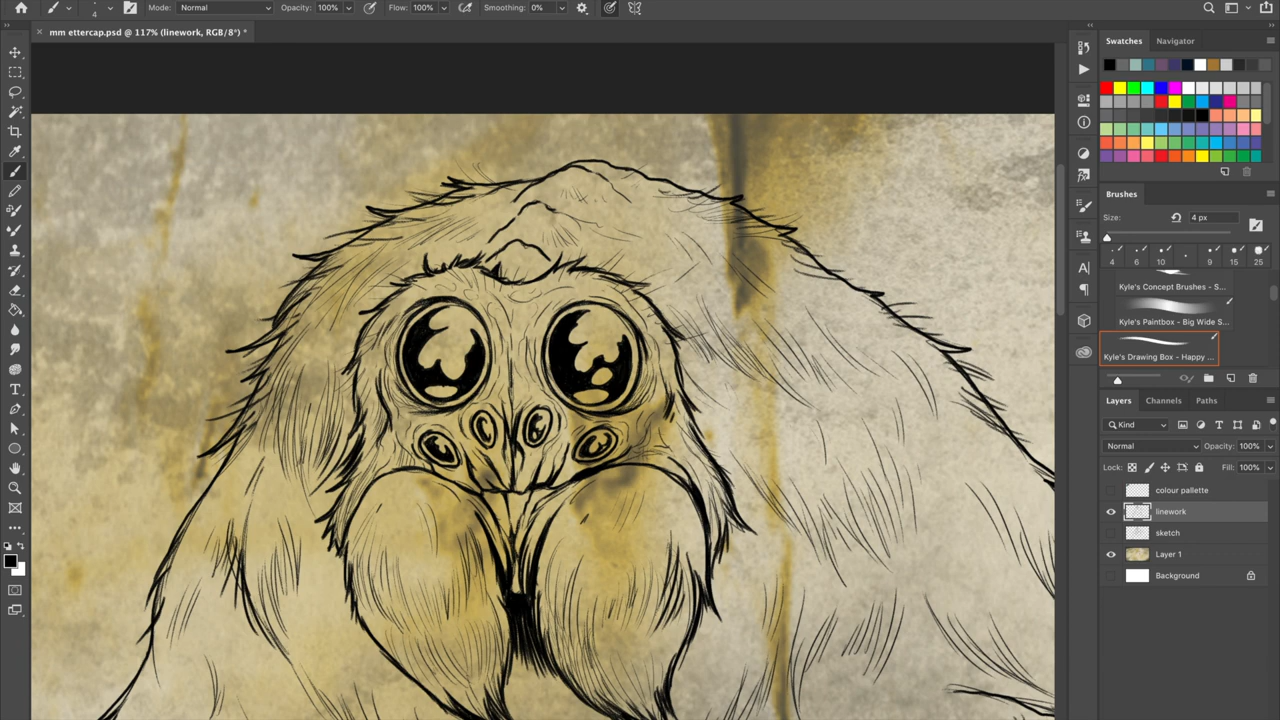 4 Mode: Normal Opacity: 100% Flow: 100% Smoothing: 0%
× mm ettercap.psd @ 117% (linework, RGB/8*) *
Swatches Navigator
Brushes
Size: 4 px
4 6 10 9 15 25
Kyle's Concept Brushes - S...
Kyle's Paintbox - Big Wide S...
Kyle's Drawing Box - Happy ...
Layers Channels Paths
Kind
Normal Opacity: 100%
Lock: Fill: 100%
colour palette
linework
sketch
Layer 1
Background